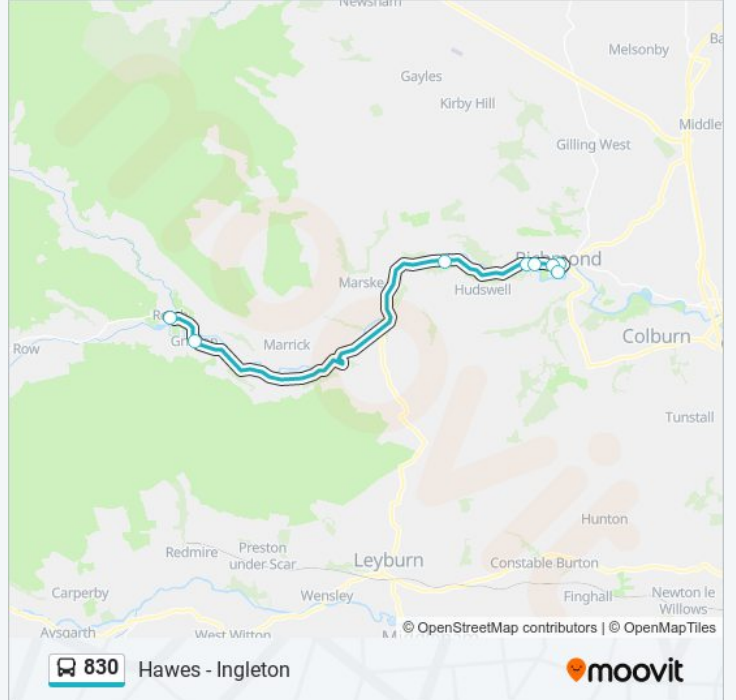 Newsham
Melsonby
Gayles
Kirby Hill
Middle
Gilling West
Richmond
Marske
Hudswell
Colburn
Marrick
Row
Tunstall
Hunton
Redmire
Preston
under Scar
Leyburn
Constable Burton
Carperby
Wensley
Finghall
Newton le
Willows
Aysgarth
West Witton
© OpenStreetMap contributors | © OpenMapTiles
830 Hawes - Ingleton
moovit